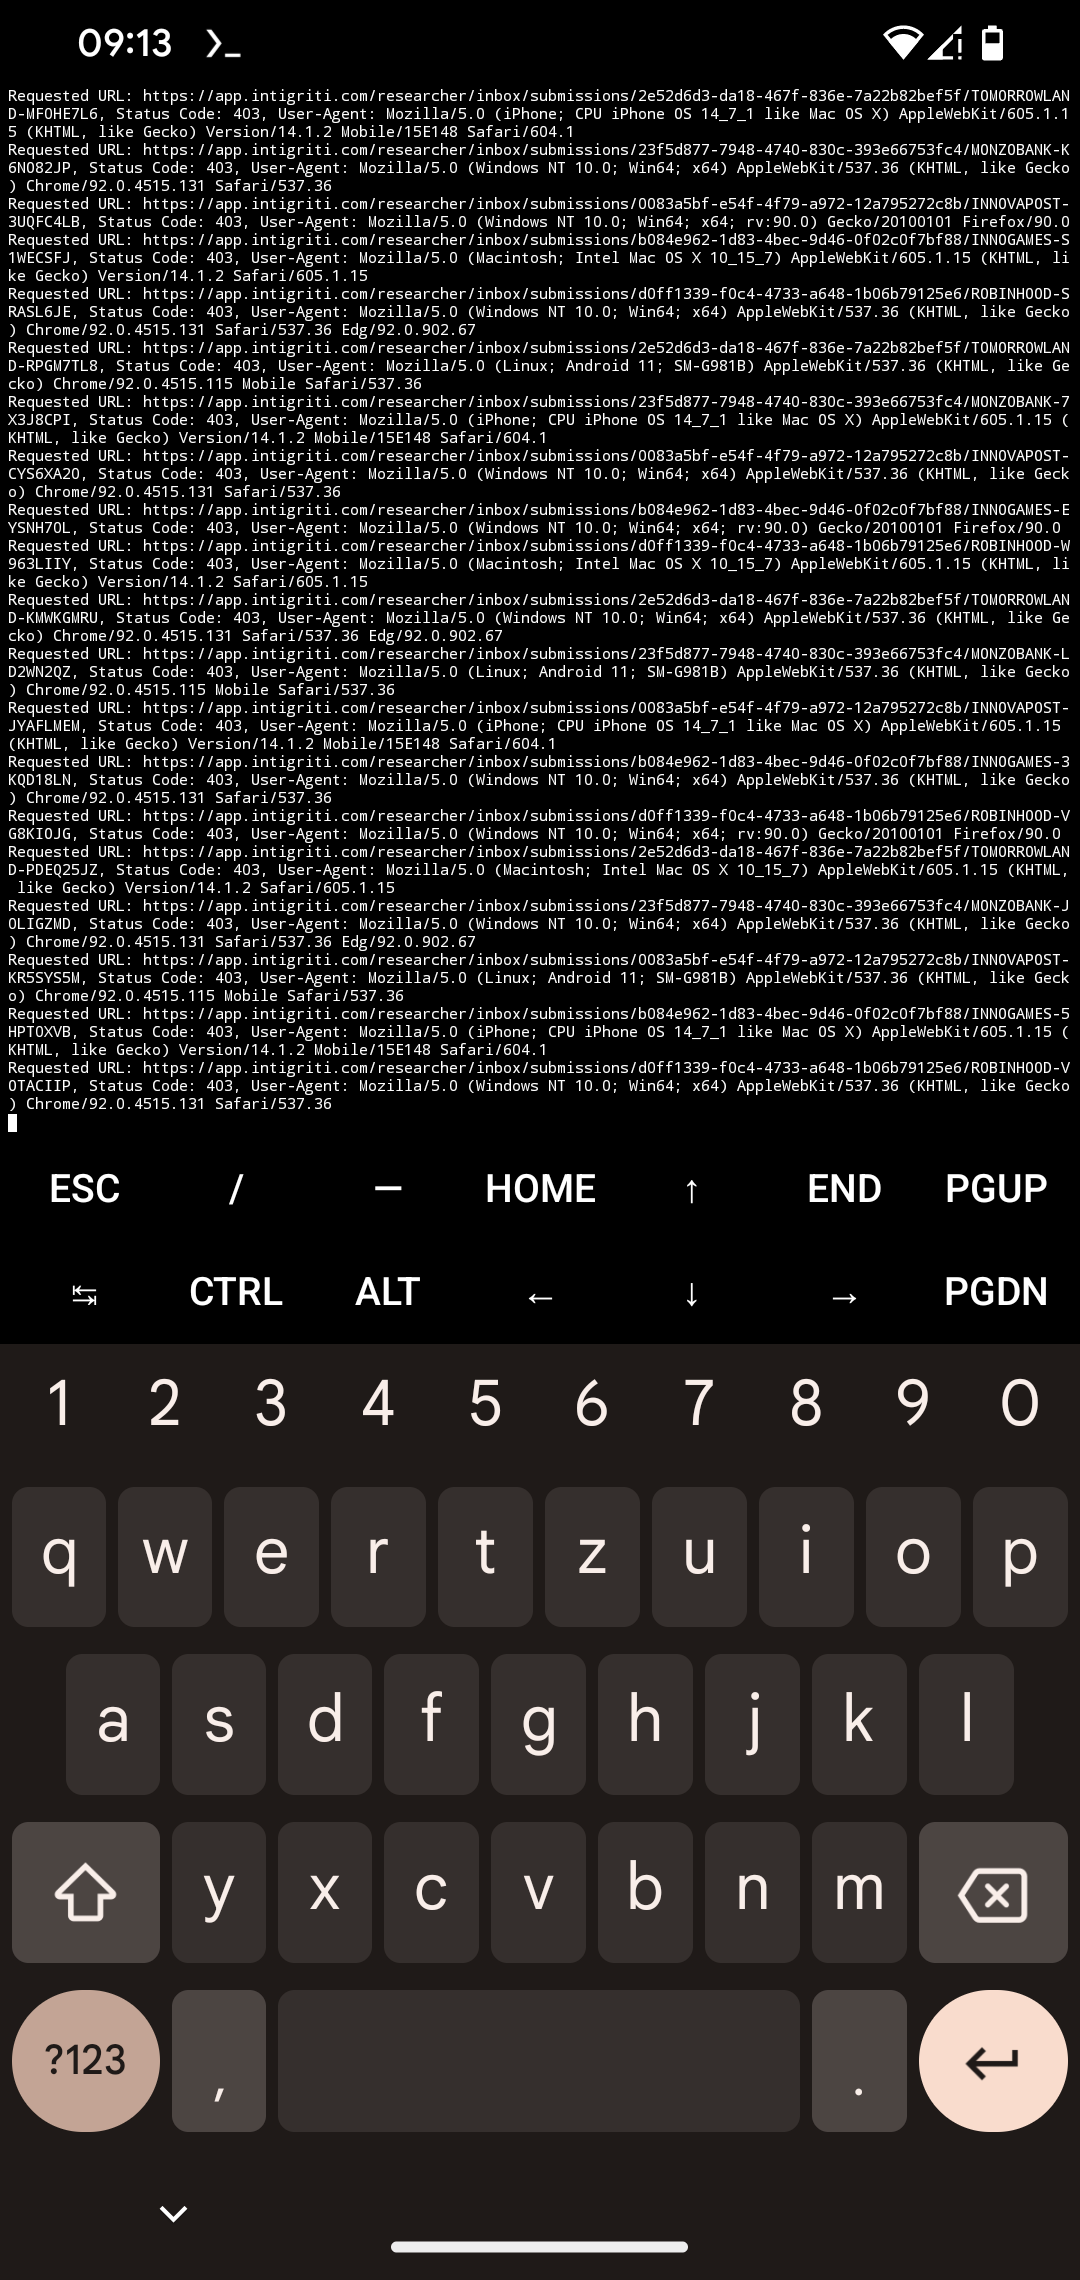 09:13
Requested URL: https://app.intigriti.com/researcher/inbox/submissions/2e52d6d3-da18-467f-836e-7a22b82bef5f/TOMORROWLAN
D-MFOHE7L6, Status Code: 403, User-Agent: Mozilla/5.0 (iPhone; CPU iPhone OS 14_7_1 like Mac OS X) AppleWebKit/605.1.1
5 (KHTML, like Gecko) Version/14.1.2 Mobile/15E148 Safari/604.1
Requested URL: https://app.intigriti.com/researcher/inbox/submissions/23f5d877-7948-4740-830c-393e66753fc4/MONZOBANK-K
6N082JP, Status Code: 403, User-Agent: Mozilla/5.0 (Windows NT 10.0; Win64; x64) AppleWebKit/537.36 (KHTML, like Gecko
) Chrome/92.0.4515.131 Safari/537.36
Requested URL: https://app.intigriti.com/researcher/inbox/submissions/0083a5bf-e54f-4f79-a972-12a795272c8b/INNOVAPOST-
3UQFC4LB, Status Code: 403, User-Agent: Mozilla/5.0 (Windows NT 10.0; Win64; x64; rv:90.0) Gecko/20100101 Firefox/90.0
Requested URL: https://app.intigriti.com/researcher/inbox/submissions/b084e962-1d83-4bec-9d46-0f02c0f7bf88/INNOGAMES-S
1WECSFJ, Status Code: 403, User-Agent: Mozilla/5.0 (Macintosh; Intel Mac OS X 10_15_7) AppleWebKit/605.1.15 (KHTML, li
ke Gecko) Version/14.1.2 Safari/605.1.15
Requested URL: https://app.intigriti.com/researcher/inbox/submissions/d0ff1339-f0c4-4733-a648-1b06b79125e6/ROBINHOOD-S
RASL6JE, Status Code: 403, User-Agent: Mozilla/5.0 (Windows NT 10.0; Win64; x64) AppleWebKit/537.36 (KHTML, like Gecko
) Chrome/92.0.4515.131 Safari/537.36 Edg/92.0.902.67
Requested URL: https://app.intigriti.com/researcher/inbox/submissions/2e52d6d3-da18-467f-836e-7a22b82bef5f/TOMORROWLAN
D-RPGM7TL8, Status Code: 403, User-Agent: Mozilla/5.0 (Linux; Android 11; SM-G981B) AppleWebKit/537.36 (KHTML, like Ge
cko) Chrome/92.0.4515.115 Mobile Safari/537.36
Requested URL: https://app.intigriti.com/researcher/inbox/submissions/23f5d877-7948-4740-830c-393e66753fc4/MONZOBANK-7
X3J8CPI, Status Code: 403, User-Agent: Mozilla/5.0 (iPhone; CPU iPhone OS 14_7_1 like Mac OS X) AppleWebKit/605.1.15 (
KHTML, like Gecko) Version/14.1.2 Mobile/15E148 Safari/604.1
Requested URL: https://app.intigriti.com/researcher/inbox/submissions/0083a5bf-e54f-4f79-a972-12a795272c8b/INNOVAPOST-
CYS6XA2O, Status Code: 403, User-Agent: Mozilla/5.0 (Windows NT 10.0; Win64; x64) AppleWebKit/537.36 (KHTML, like Geck
o) Chrome/92.0.4515.131 Safari/537.36
Requested URL: https://app.intigriti.com/researcher/inbox/submissions/b084e962-1d83-4bec-9d46-0f02c0f7bf88/INNOGAMES-E
YSNH7OL, Status Code: 403, User-Agent: Mozilla/5.0 (Windows NT 10.0; Win64; x64; rv:90.0) Gecko/20100101 Firefox/90.0
Requested URL: https://app.intigriti.com/researcher/inbox/submissions/d0ff1339-f0c4-4733-a648-1b06b79125e6/ROBINHOOD-W
963LIIY, Status Code: 403, User-Agent: Mozilla/5.0 (Macintosh; Intel Mac OS X 10_15_7) AppleWebKit/605.1.15 (KHTML, li
ke Gecko) Version/14.1.2 Safari/605.1.15
Requested URL: https://app.intigriti.com/researcher/inbox/submissions/2e52d6d3-da18-467f-836e-7a22b82bef5f/TOMORROWLAN
D-KMWKGMRU, Status Code: 403, User-Agent: Mozilla/5.0 (Windows NT 10.0; Win64; x64) AppleWebKit/537.36 (KHTML, like Ge
cko) Chrome/92.0.4515.131 Safari/537.36 Edg/92.0.902.67
Requested URL: https://app.intigriti.com/researcher/inbox/submissions/23f5d877-7948-4740-830c-393e66753fc4/MONZOBANK-L
D2WN2QZ, Status Code: 403, User-Agent: Mozilla/5.0 (Linux; Android 11; SM-G981B) AppleWebKit/537.36 (KHTML, like Gecko
) Chrome/92.0.4515.115 Mobile Safari/537.36
Requested URL: https://app.intigriti.com/researcher/inbox/submissions/0083a5bf-e54f-4f79-a972-12a795272c8b/INNOVAPOST-
JYAFLMEM, Status Code: 403, User-Agent: Mozilla/5.0 (iPhone; CPU iPhone OS 14_7_1 like Mac OS X) AppleWebKit/605.1.15
(KHTML, like Gecko) Version/14.1.2 Mobile/15E148 Safari/604.1
Requested URL: https://app.intigriti.com/researcher/inbox/submissions/b084e962-1d83-4bec-9d46-0f02c0f7bf88/INNOGAMES-3
KQD18LN, Status Code: 403, User-Agent: Mozilla/5.0 (Windows NT 10.0; Win64; x64) AppleWebKit/537.36 (KHTML, like Gecko
) Chrome/92.0.4515.131 Safari/537.36
Requested URL: https://app.intigriti.com/researcher/inbox/submissions/d0ff1339-f0c4-4733-a648-1b06b79125e6/ROBINHOOD-V
G8KIOJG, Status Code: 403, User-Agent: Mozilla/5.0 (Windows NT 10.0; Win64; x64; rv:90.0) Gecko/20100101 Firefox/90.0
Requested URL: https://app.intigriti.com/researcher/inbox/submissions/2e52d6d3-da18-467f-836e-7a22b82bef5f/TOMORROWLAN
D-PDEQ25JZ, Status Code: 403, User-Agent: Mozilla/5.0 (Macintosh; Intel Mac OS X 10_15_7) AppleWebKit/605.1.15 (KHTML,
like Gecko) Version/14.1.2 Safari/605.1.15
Requested URL: https://app.intigriti.com/researcher/inbox/submissions/23f5d877-7948-4740-830c-393e66753fc4/MONZOBANK-J
OLIGZMD, Status Code: 403, User-Agent: Mozilla/5.0 (Windows NT 10.0; Win64; x64) AppleWebKit/537.36 (KHTML, like Gecko
) Chrome/92.0.4515.131 Safari/537.36 Edg/92.0.902.67
Requested URL: https://app.intigriti.com/researcher/inbox/submissions/0083a5bf-e54f-4f79-a972-12a795272c8b/INNOVAPOST-
KR5SYS5M, Status Code: 403, User-Agent: Mozilla/5.0 (Linux; Android 11; SM-G981B) AppleWebKit/537.36 (KHTML, like Geck
o) Chrome/92.0.4515.115 Mobile Safari/537.36
Requested URL: https://app.intigriti.com/researcher/inbox/submissions/b084e962-1d83-4bec-9d46-0f02c0f7bf88/INNOGAMES-5
HPTOXVB, Status Code: 403, User-Agent: Mozilla/5.0 (iPhone; CPU iPhone OS 14_7_1 like Mac OS X) AppleWebKit/605.1.15 (
KHTML, like Gecko) Version/14.1.2 Mobile/15E148 Safari/604.1
Requested URL: https://app.intigriti.com/researcher/inbox/submissions/d0ff1339-f0c4-4733-a648-1b06b79125e6/ROBINHOOD-V
OTACIIP, Status Code: 403, User-Agent: Mozilla/5.0 (Windows NT 10.0; Win64; x64) AppleWebKit/537.36 (KHTML, like Gecko
) Chrome/92.0.4515.131 Safari/537.36
ESC / — HOME ↑ END PGUP
↹ CTRL ALT ← ↓ → PGDN
1 2 3 4 5 6 7 8 9 0
q w e r t z u i o p
a s d f g h j k l
y x c v b n m
?123 , .